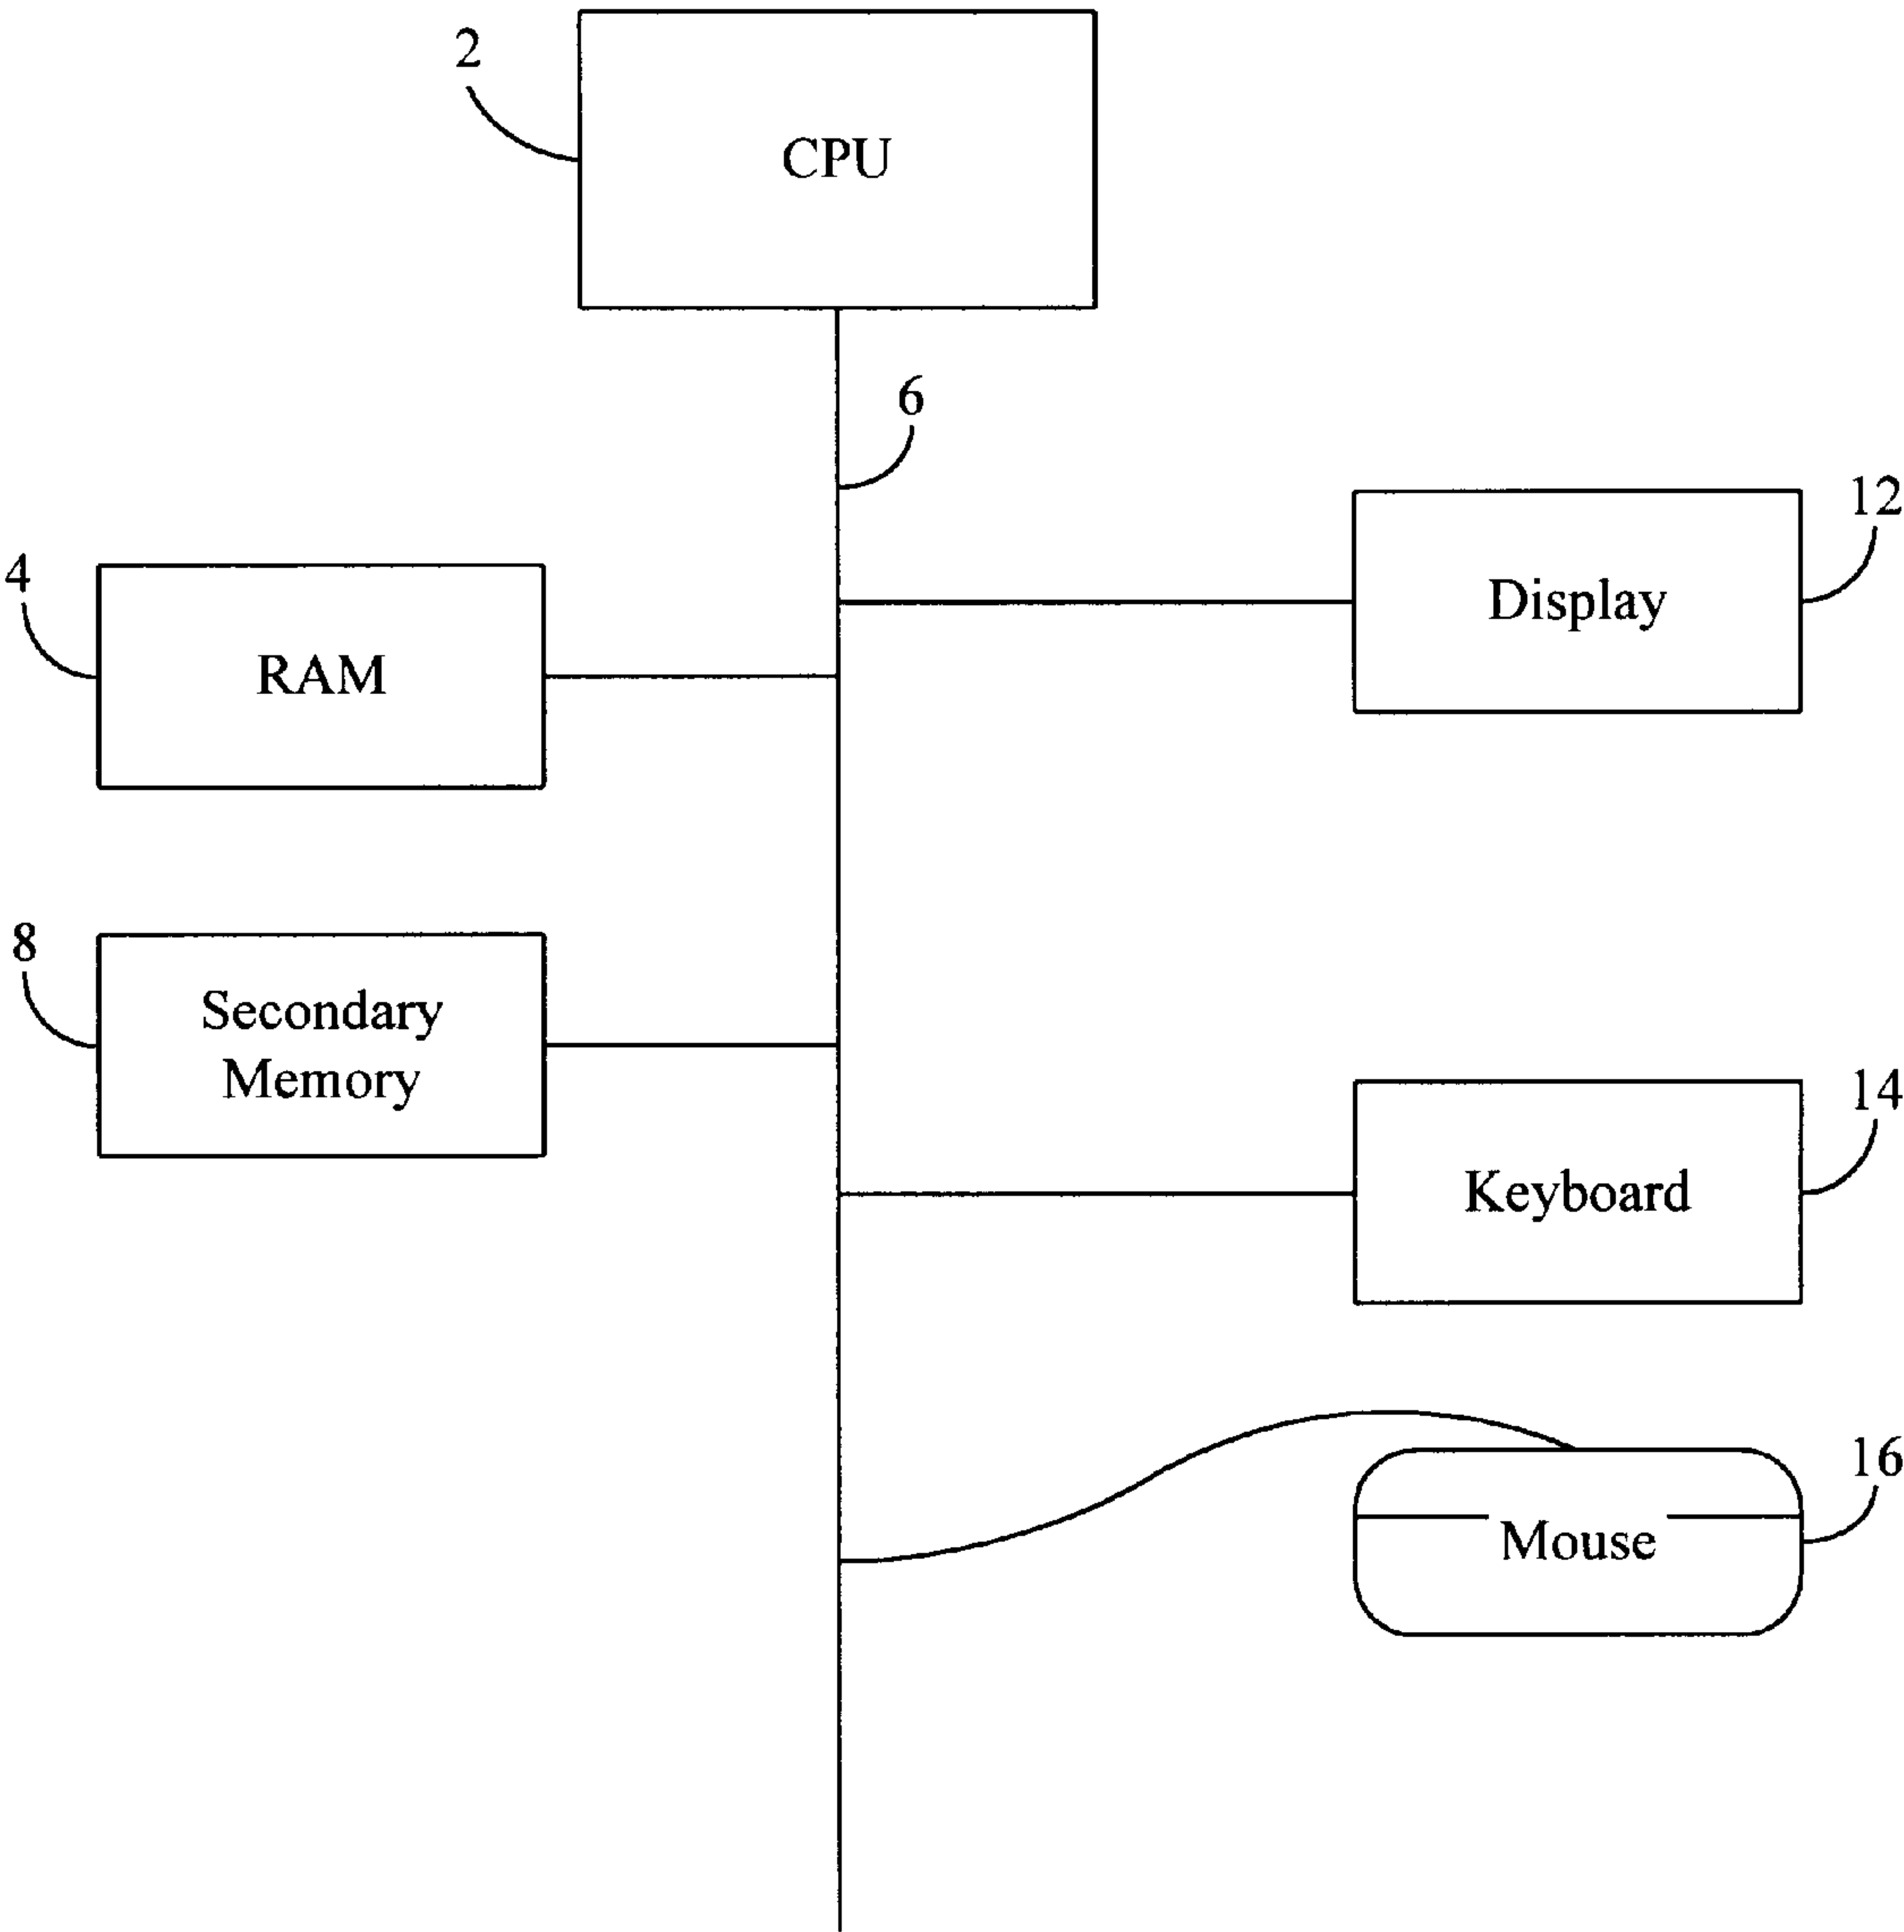 2
CPU
6
12
Display
4
RAM
8
Secondary
Memory
14
Keyboard
16
Mouse